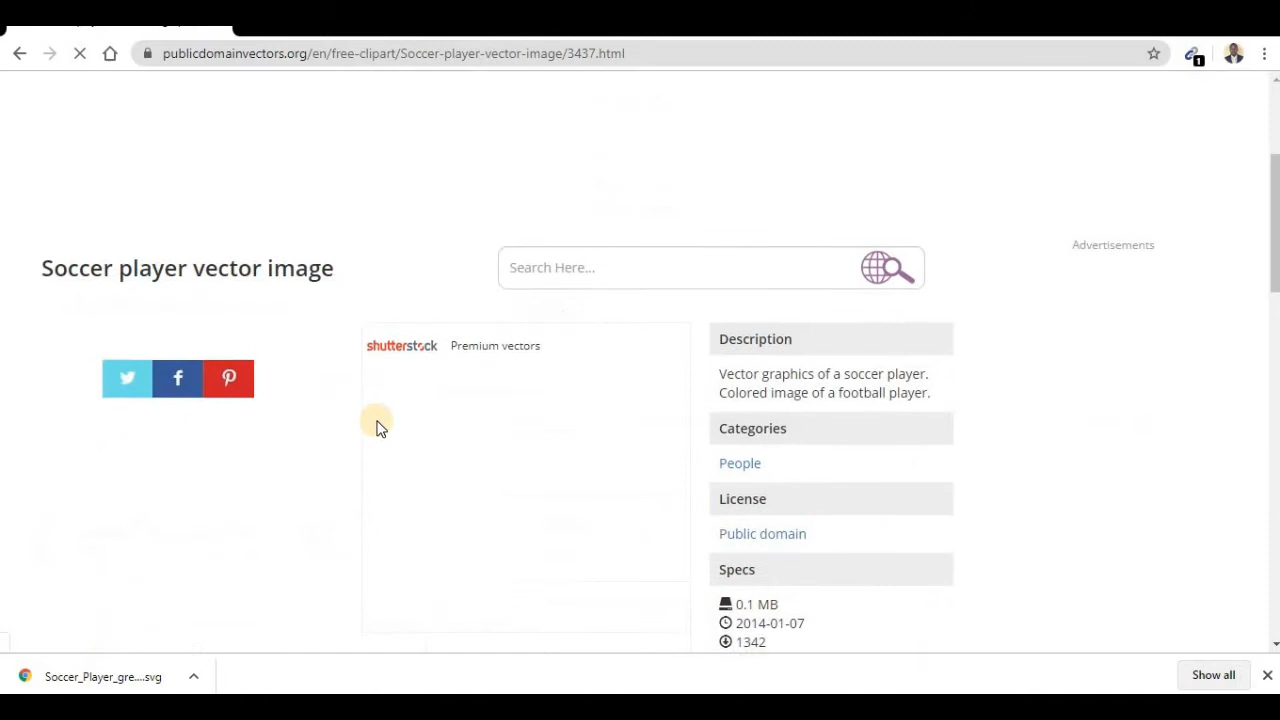 publicdomainvectors.org/en/free-clipart/Soccer-player-vector-image/3437.html
1
Advertisements
Soccer player vector image
Search Here...
shutterstock Premium vectors
Description
Vector graphics of a soccer player.
Colored image of a football player.
Categories
People
License
Public domain
Specs
0.1 MB
2014-01-07
1342
Soccer_Player_gre....svg
Show all